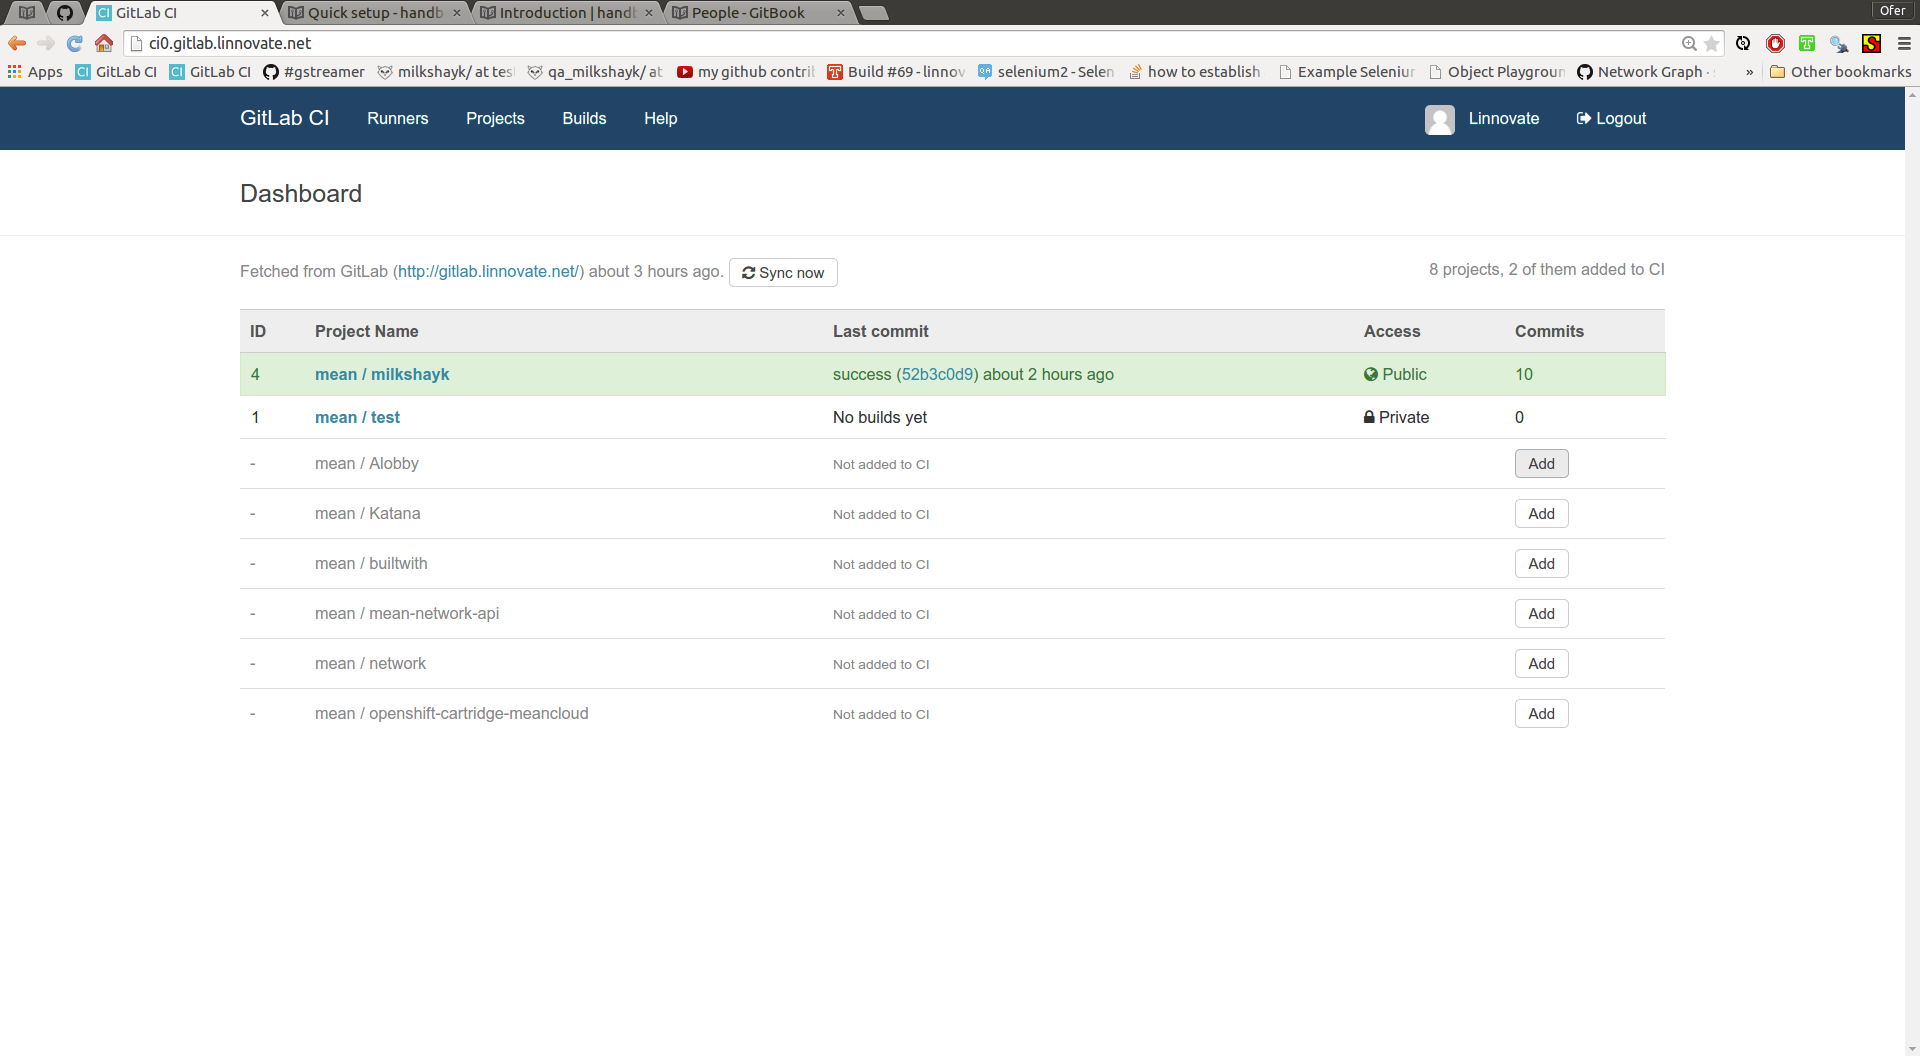 GitLab CI Quick setup - handb Introduction | handb People - GitBook Ofer
ci0.gitlab.linnovate.net
Apps GitLab CI GitLab CI #gstreamer milkshayk/ at tes qa_milkshayk/ at my github contri Build #69 - linnov selenium2 - Selen how to establish Example Seleniur Object Playgroun Network Graph · » Other bookmarks
GitLab CI Runners Projects Builds Help Linnovate Logout
Dashboard
Fetched from GitLab (http://gitlab.linnovate.net/) about 3 hours ago. Sync now 8 projects, 2 of them added to CI
ID Project Name Last commit Access Commits
4 mean / milkshayk success (52b3c0d9) about 2 hours ago Public 10
1 mean / test No builds yet Private 0
- mean / Alobby Not added to CI Add
- mean / Katana Not added to CI Add
- mean / builtwith Not added to CI Add
- mean / mean-network-api Not added to CI Add
- mean / network Not added to CI Add
- mean / openshift-cartridge-meancloud Not added to CI Add